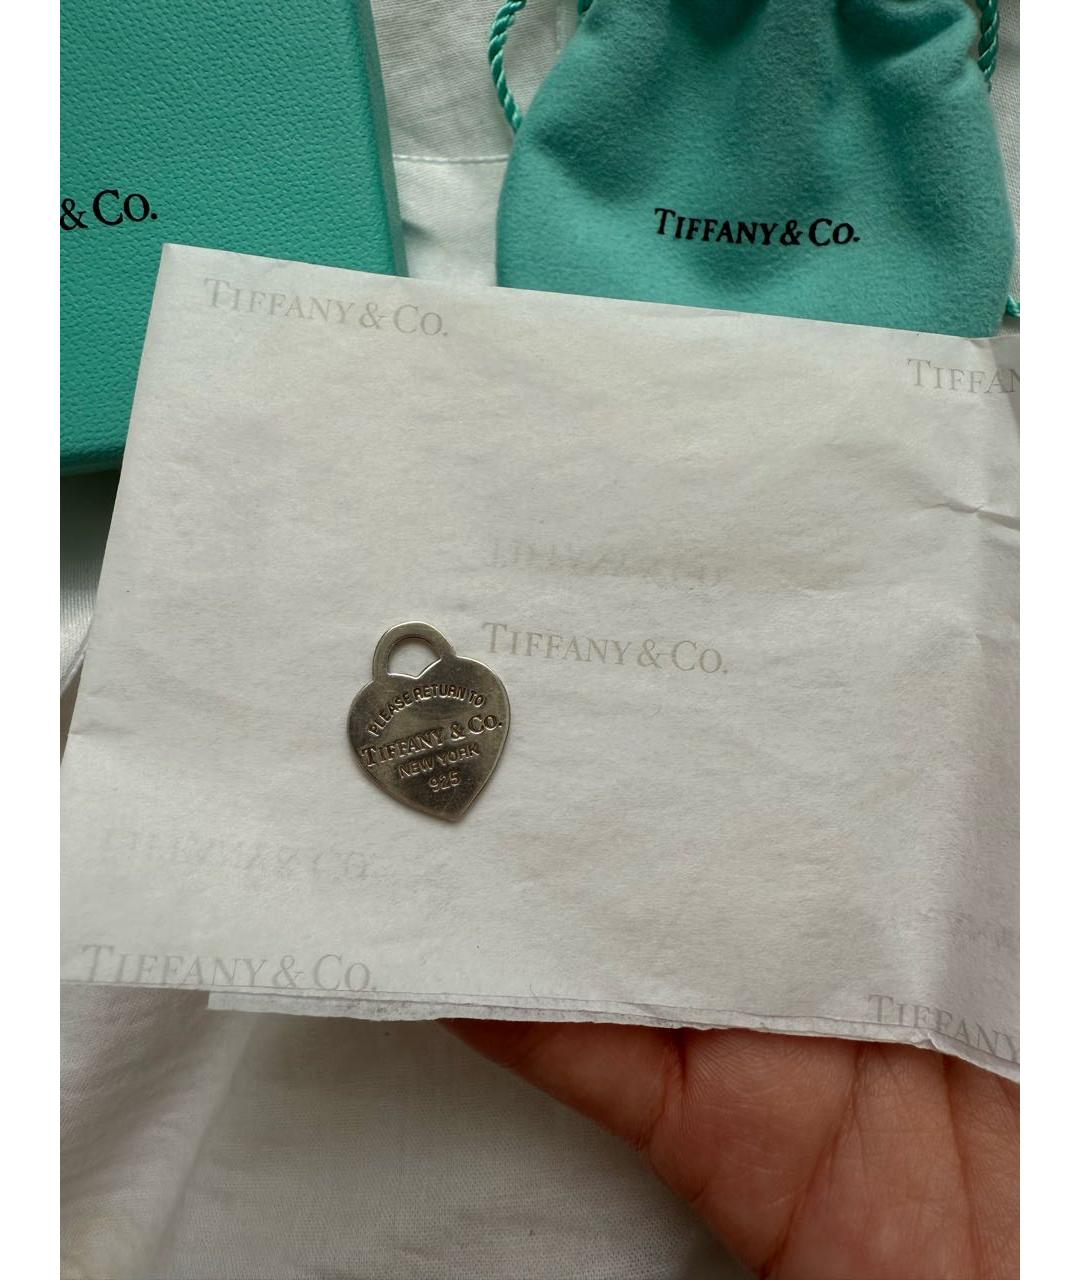 & Co.
TIFFANY & Co.
TIFFANY & Co.
TIFFAN
TIFFANY & Co.
PLEASE RETURN TO
TIFFANY & Co.
NEW YORK
925
TIFFANY & Co.
TIFFANY